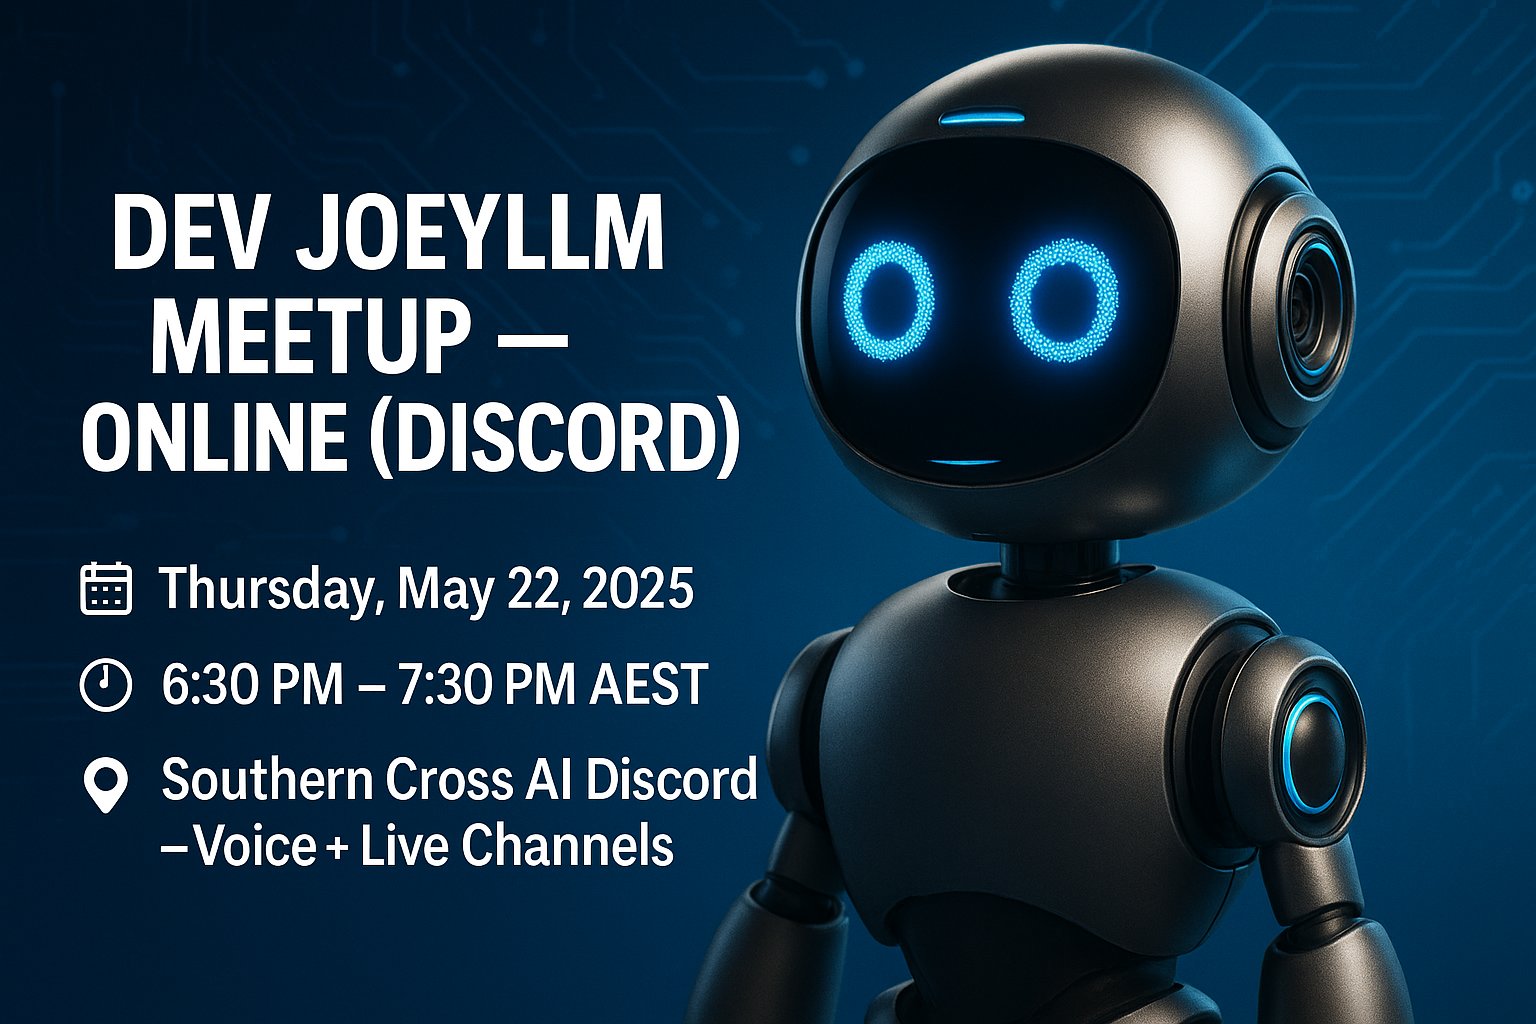 DEV JOEYLLM
MEETUP —
ONLINE (DISCORD)
Thursday, May 22, 2025
6:30 PM – 7:30 PM AEST
Southern Cross AI Discord
– Voice + Live Channels